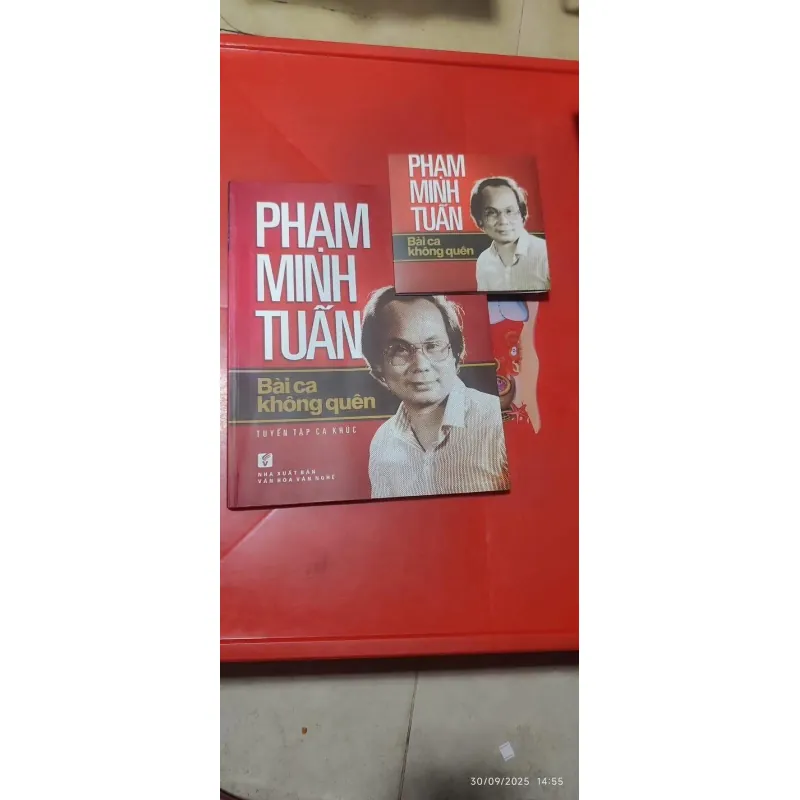 PHẠM
MINH
TUẤN
Bài ca
không quên
PHẠM
MINH
TUẤN
Bài ca
không quên
TUYỂN TẬP CA KHÚC
NHÀ XUẤT BẢN
VĂN HÓA VĂN NGHỆ
30/09/2025 14:55